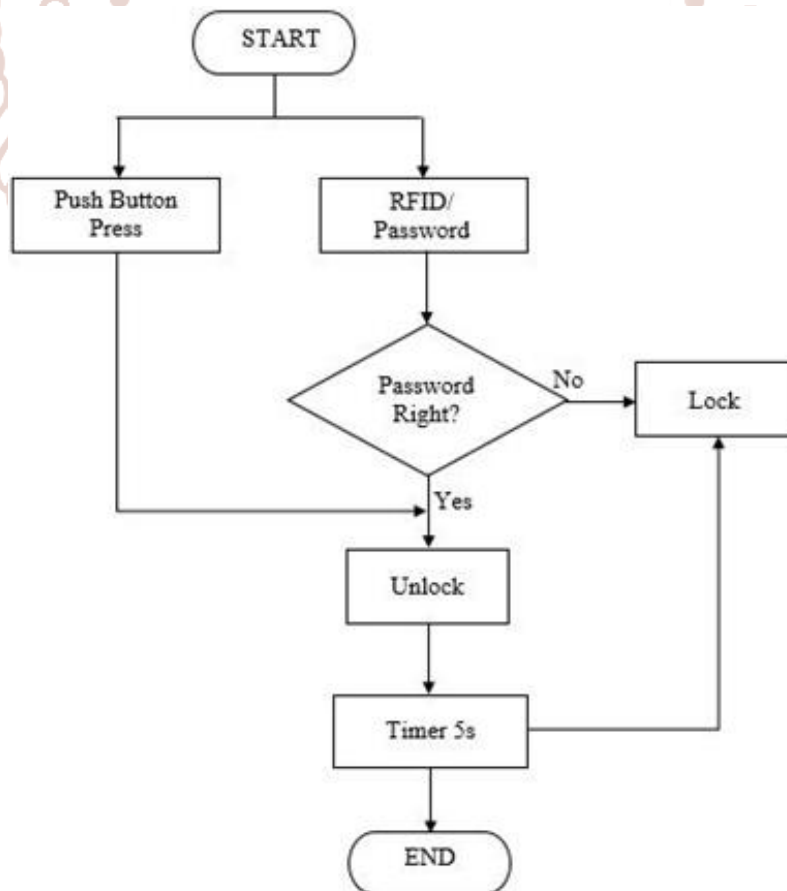 START
Push Button
Press
RFID/
Password
Password
Right?
No
Lock
Yes
Unlock
Timer 5s
END